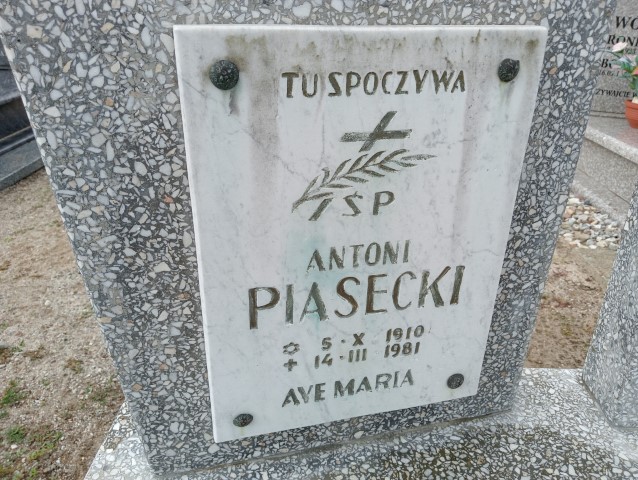 TU SPOCZYWA
ŚP
ANTONI
PIASECKI
✡ 5-X 1910
+ 14-III 1981
AVE MARIA